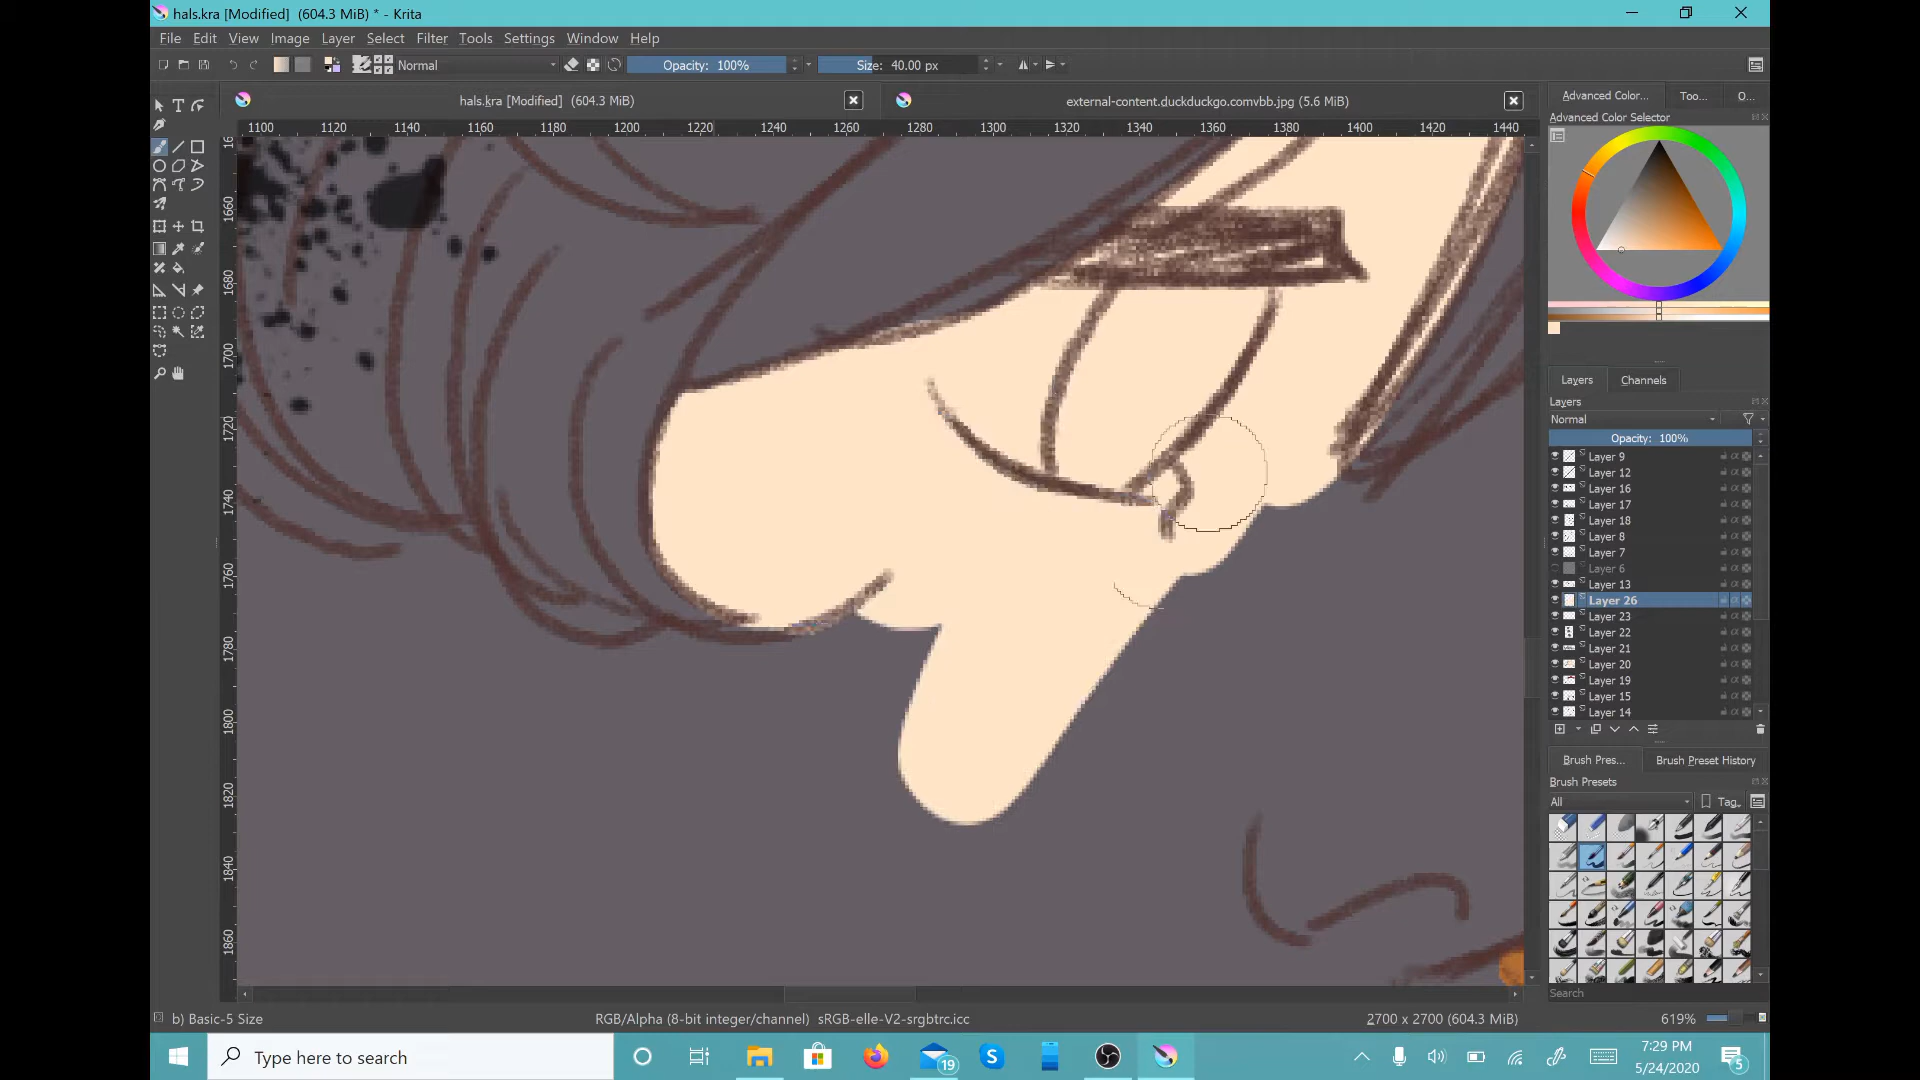 hals.kra [Modified]  (604.3 MiB) * - Krita
File Edit View Image Layer Select Filter Tools Settings Window Help
Normal Opacity: 100% Size: 40.00 px
hals.kra [Modified]  (604.3 MiB) external-content.duckduckgo.comvbb.jpg (5.6 MiB)
Advanced Color... Too... O...
Advanced Color Selector
1100 1120 1140 1160 1180 1200 1220 1240 1260 1280 1300 1320 1340 1360 1380 1400 1420 1440
1660
1680
1700
1720
1740
1760
1780
1800
1820
1840
1860
Layers Channels
Layers
Normal
Opacity: 100%
Layer 9
Layer 12
Layer 16
Layer 17
Layer 18
Layer 8
Layer 7
Layer 6
Layer 13
Layer 26
Layer 23
Layer 22
Layer 21
Layer 20
Layer 19
Layer 15
Layer 14
Brush Pres... Brush Preset History
Brush Presets
All Tag
Search
b) Basic-5 Size RGB/Alpha (8-bit integer/channel)  sRGB-elle-V2-srgbtrc.icc 2700 x 2700 (604.3 MiB) 619%
Type here to search 19 7:29 PM
5/24/2020 5